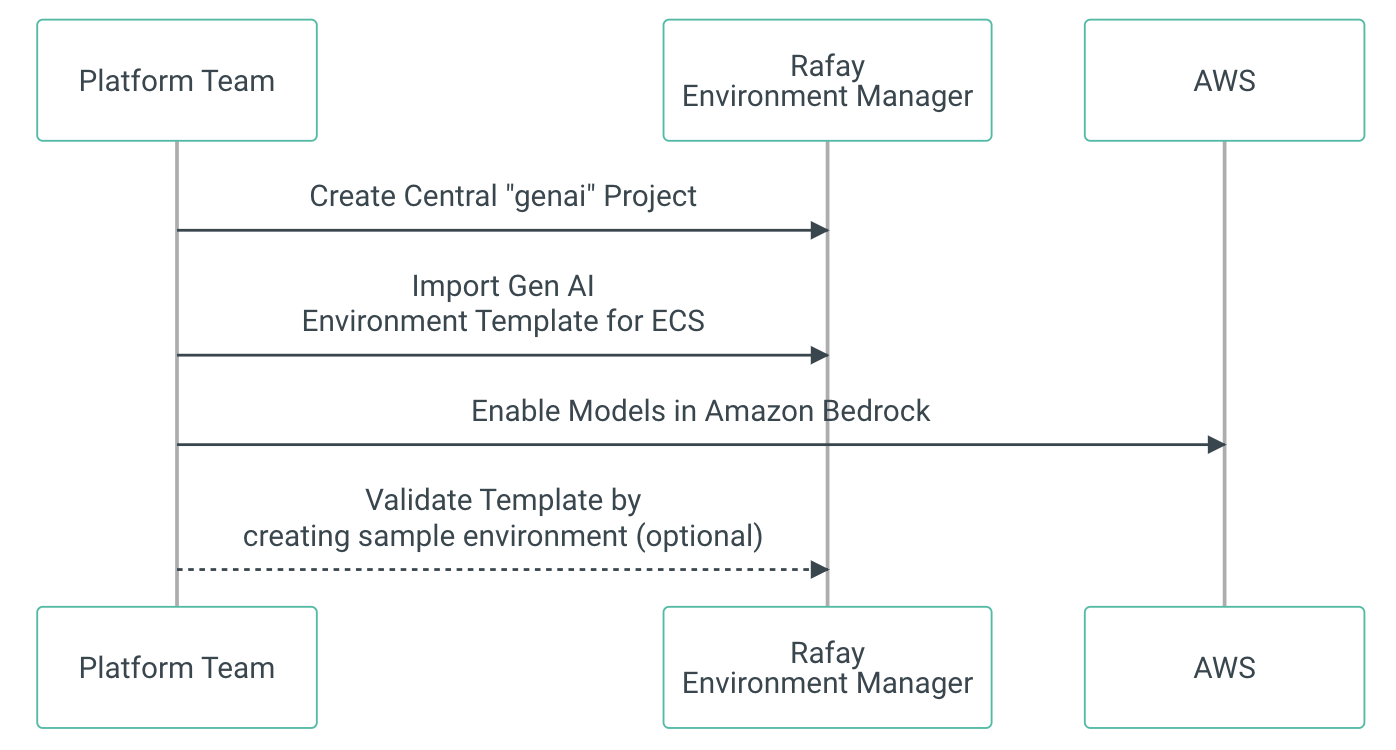 Platform Team
Rafay
Environment Manager
AWS
Create Central "genai" Project
Import Gen AI
Environment Template for ECS
Enable Models in Amazon Bedrock
Validate Template by
creating sample environment (optional)
Platform Team
Rafay
Environment Manager
AWS